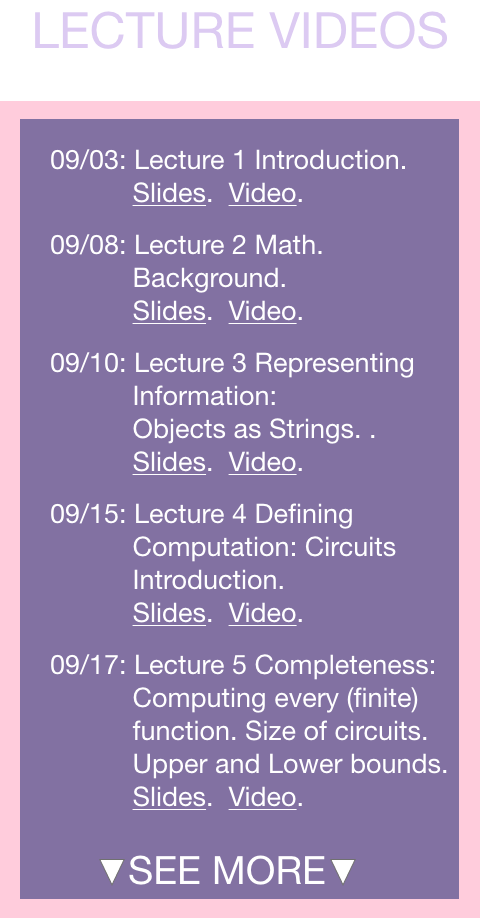 LECTURE VIDEOS
09/03: Lecture 1 Introduction.
Slides. Video.
09/08: Lecture 2 Math.
Background.
Slides. Video.
09/10: Lecture 3 Representing
Information:
Objects as Strings. .
Slides. Video.
09/15: Lecture 4 Defining
Computation: Circuits
Introduction.
Slides. Video.
09/17: Lecture 5 Completeness:
Computing every (finite)
function. Size of circuits.
Upper and Lower bounds.
Slides. Video.
▼SEE MORE▼